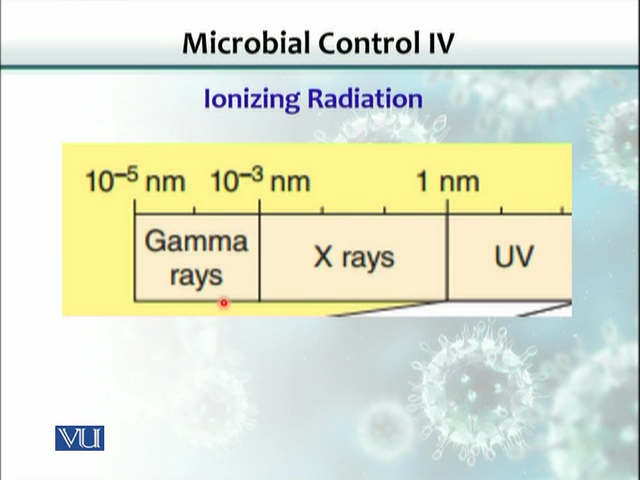 Microbial Control IV
Ionizing Radiation
10⁻⁵ nm 10⁻³ nm 1 nm
Gamma rays X rays UV
VU